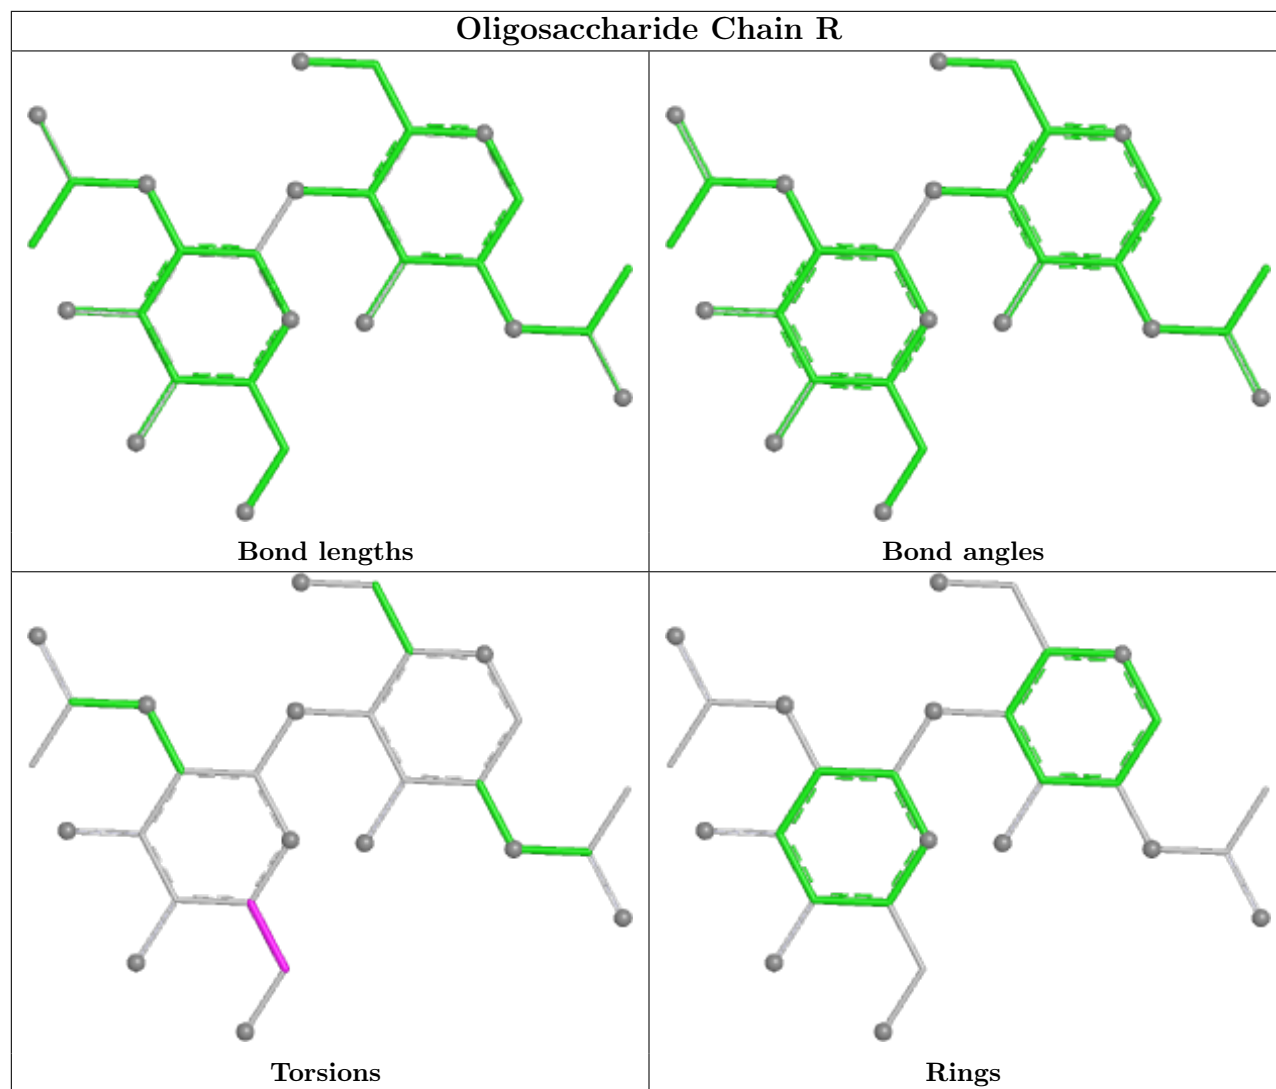 Oligosaccharide Chain R
Bond lengths
Bond angles
Torsions
Rings